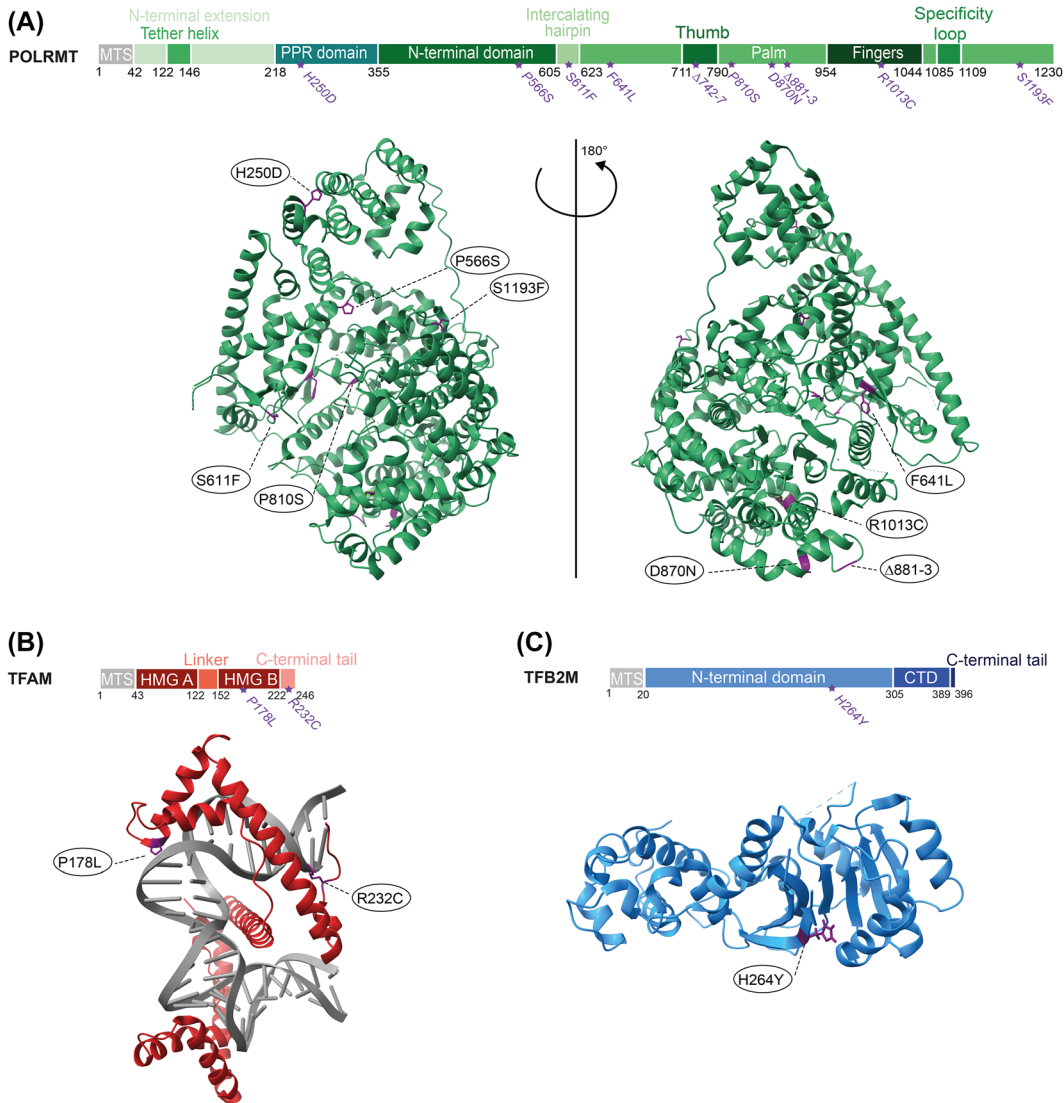 (A)
N-terminal extension
Tether helix
Intercalating
hairpin
Thumb
Specificity
loop
POLRMT
MTS
PPR domain
N-terminal domain
Palm
Fingers
1 42 122 146 218 355 605 623 711 790 954 1044 1085 1109 1230
H250D
P566S
S611F
F641L
Δ742-7
P810S
D870N
Δ881-3
R1013C
S1193F
180°
H250D
P566S
S1193F
S611F
P810S
F641L
R1013C
D870N
Δ881-3
(B)
Linker
C-terminal tail
TFAM
MTS
HMG A
HMG B
1 43 122 152 222 246
P178L
R232C
P178L
R232C
(C)
C-terminal tail
TFB2M
MTS
N-terminal domain
CTD
1 20 305 389 396
H264Y
H264Y